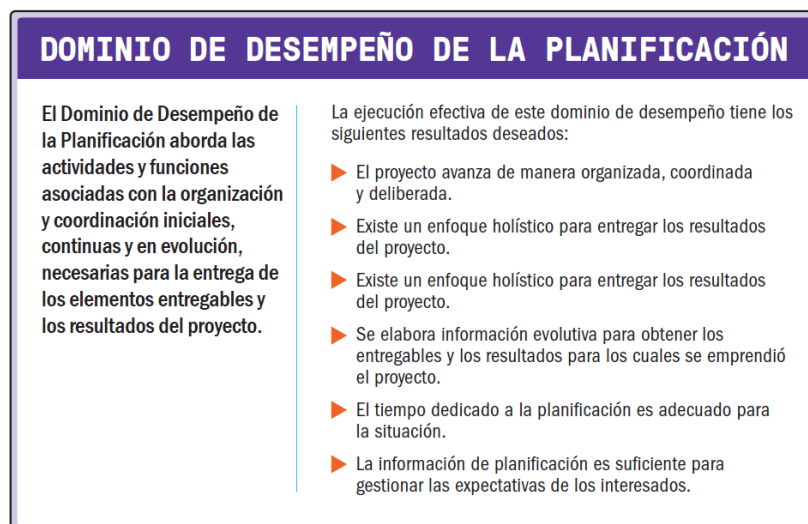 DOMINIO DE DESEMPEÑO DE LA PLANIFICACIÓN
El Dominio de Desempeño de
la Planificación aborda las
actividades y funciones
asociadas con la organización
y coordinación iniciales,
continuas y en evolución,
necesarias para la entrega de
los elementos entregables y
los resultados del proyecto.
La ejecución efectiva de este dominio de desempeño tiene los
siguientes resultados deseados:
El proyecto avanza de manera organizada, coordinada
y deliberada.
Existe un enfoque holístico para entregar los resultados
del proyecto.
Existe un enfoque holístico para entregar los resultados
del proyecto.
Se elabora información evolutiva para obtener los
entregables y los resultados para los cuales se emprendió
el proyecto.
El tiempo dedicado a la planificación es adecuado para
la situación.
La información de planificación es suficiente para
gestionar las expectativas de los interesados.